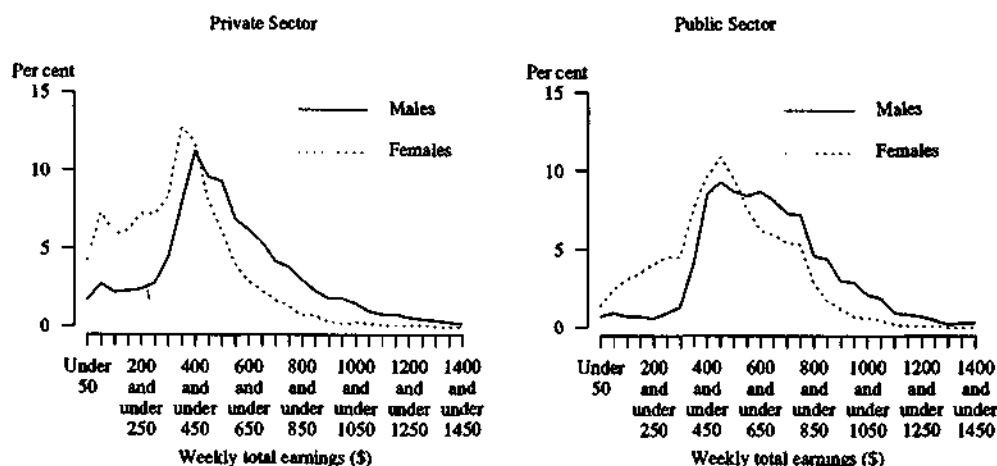 Private Sector
Per cent
15
10
5
0
Males
Females
Under 50
200 and under 250
400 and under 450
600 and under 650
800 and under 850
1000 and under 1050
1200 and under 1250
1400 and under 1450
Weekly total earnings ($)
Public Sector
Per cent
15
10
5
0
Males
Females
Under 50
200 and under 250
400 and under 450
600 and under 650
800 and under 850
1000 and under 1050
1200 and under 1250
1400 and under 1450
Weekly total earnings ($)